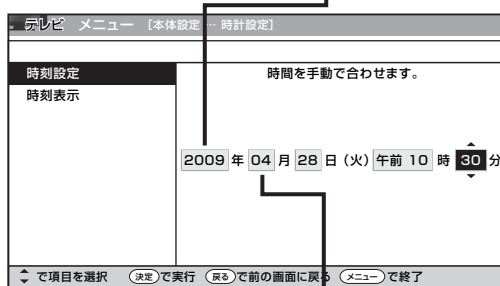 テレビ メニュー [本体設定 … 時計設定]
時刻設定
時刻表示
時間を手動で合わせます。
2009 年 04 月 28 日（火） 午前 10 時 30 分
で項目を選択 決定 で実行 戻る で前の画面に戻る メニュー で終了